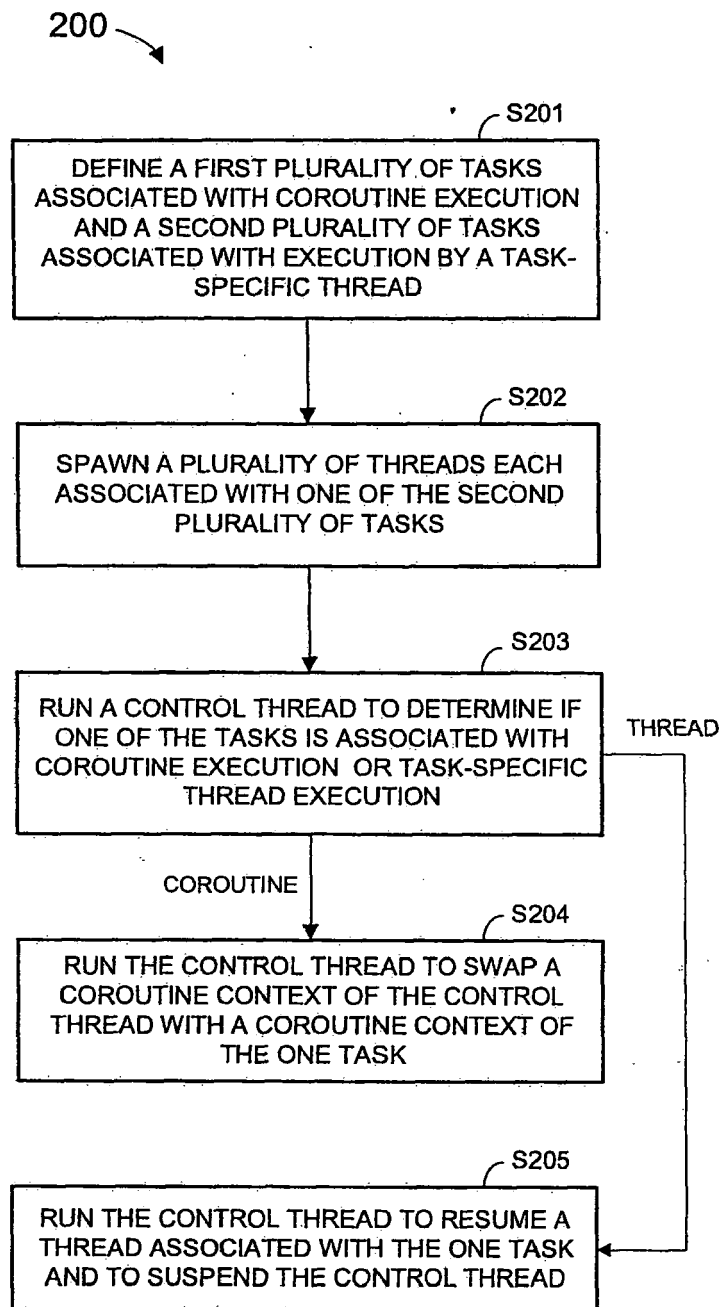 200
S201
DEFINE A FIRST PLURALITY OF TASKS
ASSOCIATED WITH COROUTINE EXECUTION
AND A SECOND PLURALITY OF TASKS
ASSOCIATED WITH EXECUTION BY A TASK-
SPECIFIC THREAD
S202
SPAWN A PLURALITY OF THREADS EACH
ASSOCIATED WITH ONE OF THE SECOND
PLURALITY OF TASKS
S203
RUN A CONTROL THREAD TO DETERMINE IF
ONE OF THE TASKS IS ASSOCIATED WITH
COROUTINE EXECUTION OR TASK-SPECIFIC
THREAD EXECUTION
THREAD
COROUTINE
S204
RUN THE CONTROL THREAD TO SWAP A
COROUTINE CONTEXT OF THE CONTROL
THREAD WITH A COROUTINE CONTEXT OF
THE ONE TASK
S205
RUN THE CONTROL THREAD TO RESUME A
THREAD ASSOCIATED WITH THE ONE TASK
AND TO SUSPEND THE CONTROL THREAD